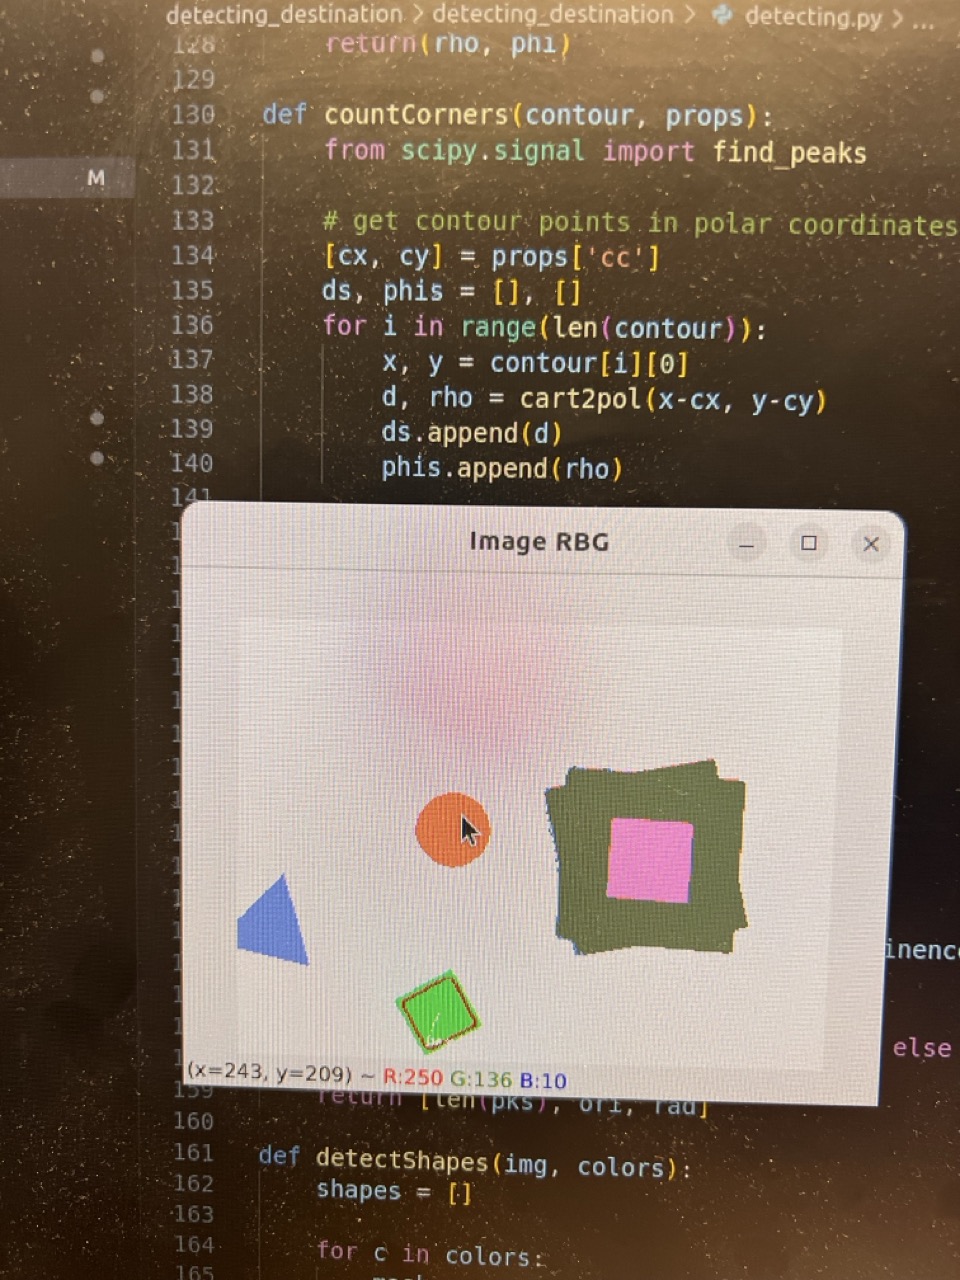 detecting_destination > detecting_destination > detecting.py > ...
128 return(rho, phi)
129
130 def countCorners(contour, props):
131 from scipy.signal import find_peaks
M
132
133 # get contour points in polar coordinates
134 [cx, cy] = props['cc']
135 ds, phis = [], []
136 for i in range(len(contour)):
137 x, y = contour[i][0]
138 d, rho = cart2pol(x-cx, y-cy)
139 ds.append(d)
140 phis.append(rho)
141
Image RBG
else
(x=243, y=209) ~ R:250 G:136 B:10
159 return [len(pks), ori, rad]
160
161 def detectShapes(img, colors):
162 shapes = []
163
164 for c in colors:
165